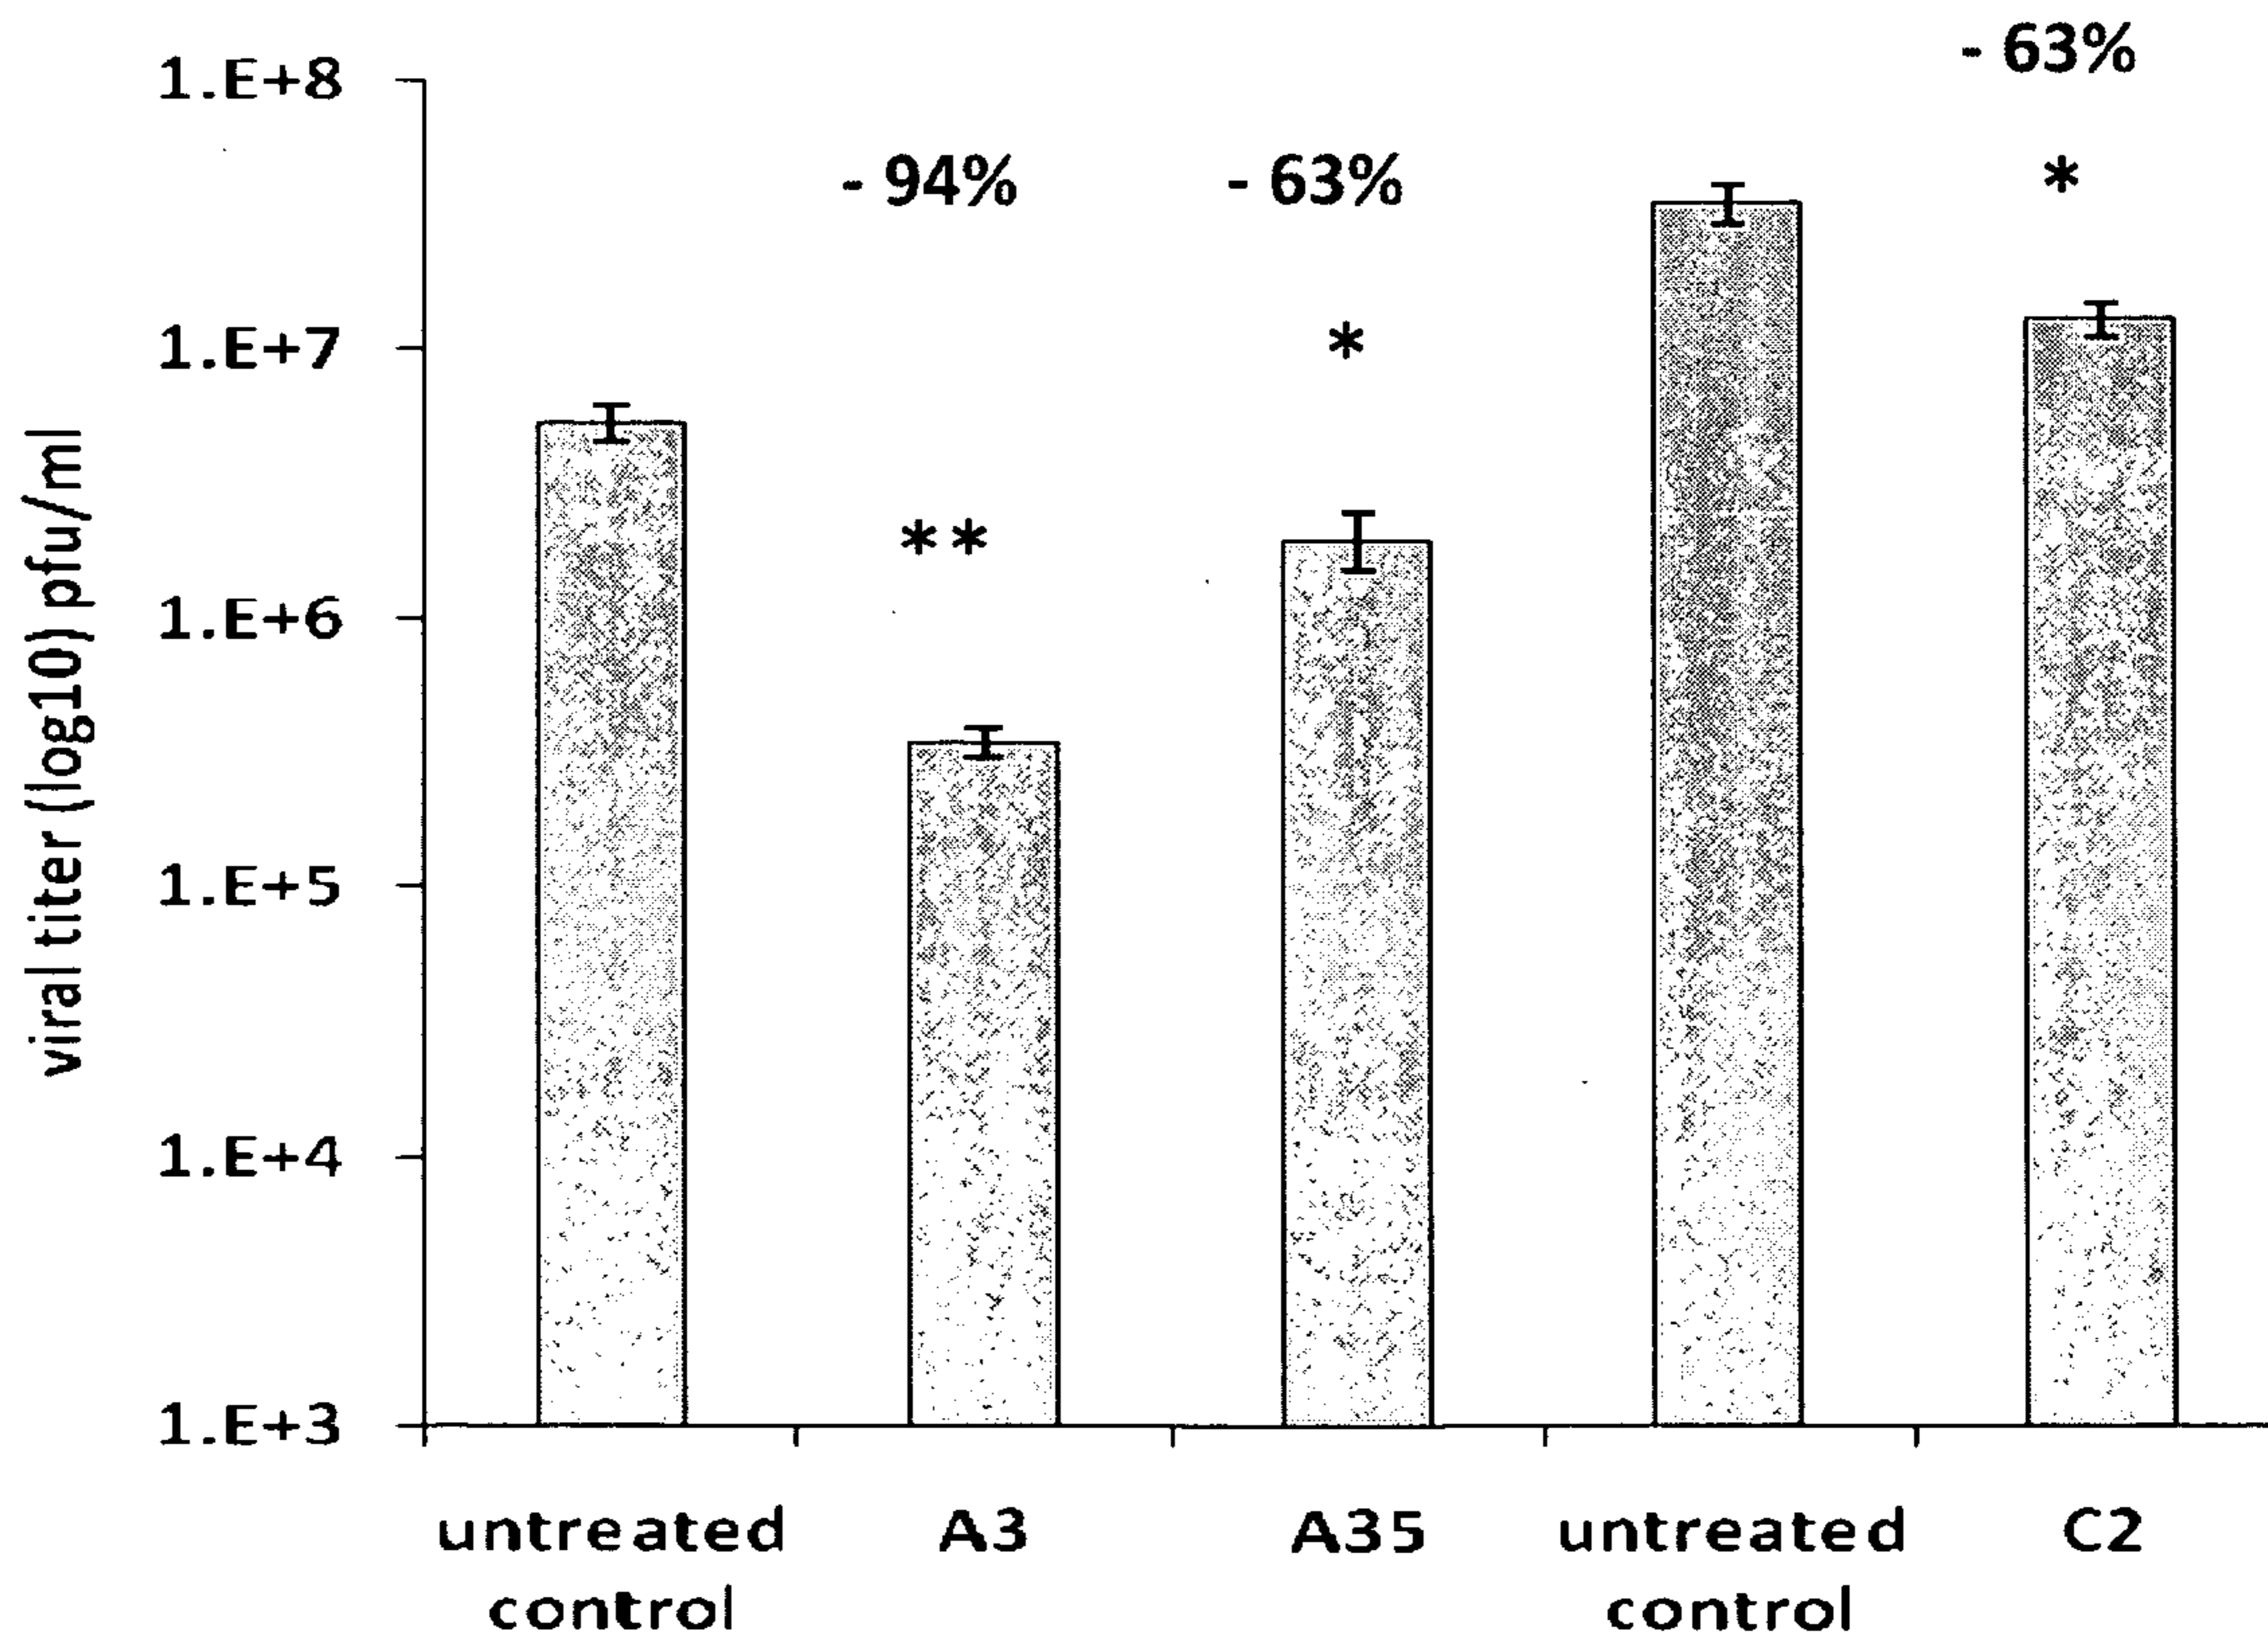 - 63%
1.E+8
- 94%
- 63%
*
1.E+7
*
**
1.E+6
1.E+5
1.E+4
1.E+3
viral titer (log10) pfu/ml
untreated control
A3
A35
untreated control
C2